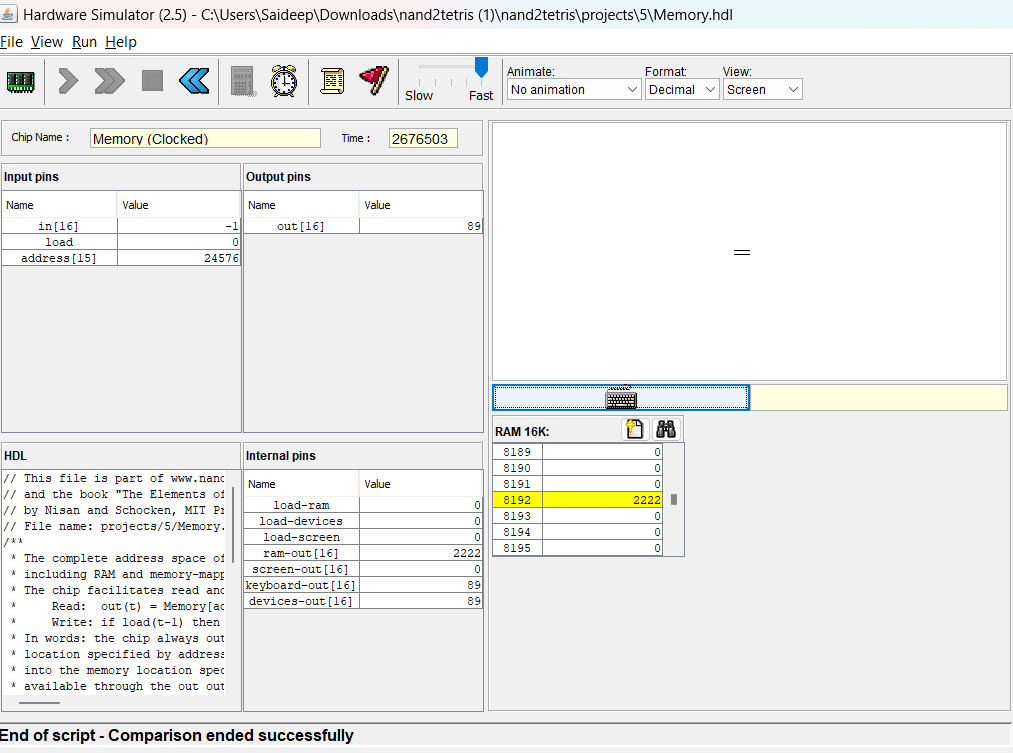 Hardware Simulator (2.5) - C:\Users\Saideep\Downloads\nand2tetris (1)\nand2tetris\projects\5\Memory.hdl
File View Run Help
Slow Fast
Animate: Format: View:
No animation Decimal Screen
Chip Name : Memory (Clocked) Time : 2676503
Input pins
Name Value
in[16] -1
load 0
address[15] 24576
Output pins
Name Value
out[16] 89
HDL
// This file is part of www.nand
// and the book "The Elements of
// by Nisan and Schocken, MIT Pr
// File name: projects/5/Memory.
/**
* The complete address space of
* including RAM and memory-mapp
* The chip facilitates read and
* Read: out(t) = Memory[ad
* Write: if load(t-1) then
* In words: the chip always out
* location specified by address
* into the memory location spec
* available through the out out
Internal pins
Name Value
load-ram 0
load-devices 0
load-screen 0
ram-out[16] 2222
screen-out[16] 0
keyboard-out[16] 89
devices-out[16] 89
RAM 16K:
8189 0
8190 0
8191 0
8192 2222
8193 0
8194 0
8195 0
End of script - Comparison ended successfully